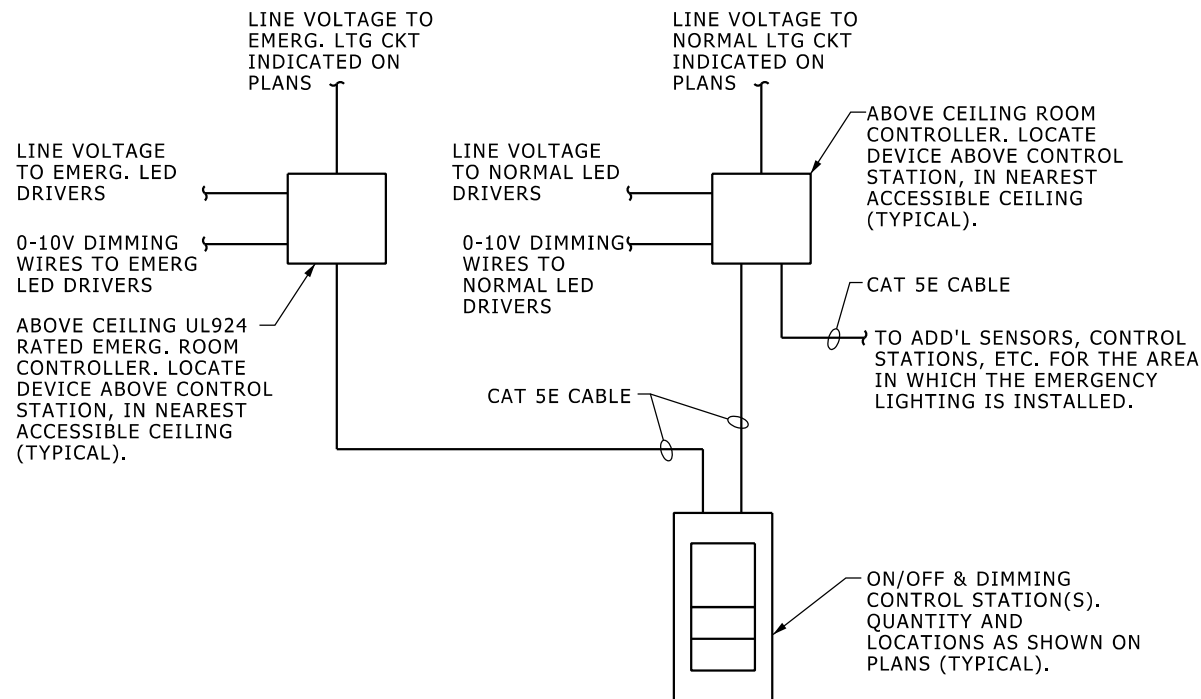 LINE VOLTAGE TO
EMERG. LTG CKT
INDICATED ON
PLANS
LINE VOLTAGE TO
NORMAL LTG CKT
INDICATED ON
PLANS
LINE VOLTAGE
TO EMERG. LED
DRIVERS
0-10V DIMMING
WIRES TO EMERG
LED DRIVERS
ABOVE CEILING UL924
RATED EMERG. ROOM
CONTROLLER. LOCATE
DEVICE ABOVE CONTROL
STATION, IN NEAREST
ACCESSIBLE CEILING
(TYPICAL).
LINE VOLTAGE
TO NORMAL LED
DRIVERS
0-10V DIMMING
WIRES TO
NORMAL LED
DRIVERS
ABOVE CEILING ROOM
CONTROLLER. LOCATE
DEVICE ABOVE CONTROL
STATION, IN NEAREST
ACCESSIBLE CEILING
(TYPICAL).
CAT 5E CABLE
TO ADD'L SENSORS, CONTROL
STATIONS, ETC. FOR THE AREA
IN WHICH THE EMERGENCY
LIGHTING IS INSTALLED.
CAT 5E CABLE
ON/OFF & DIMMING
CONTROL STATION(S).
QUANTITY AND
LOCATIONS AS SHOWN ON
PLANS (TYPICAL).